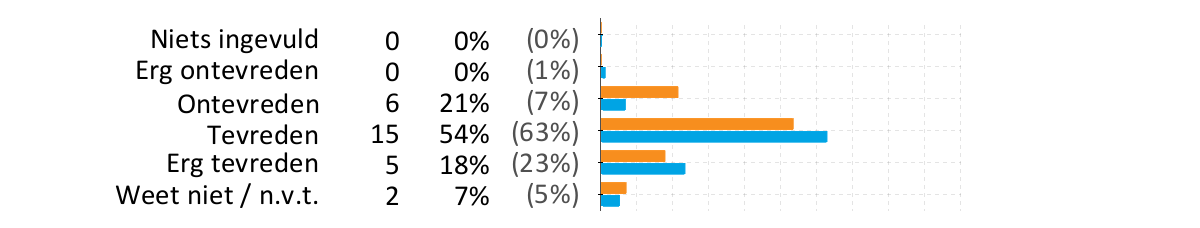 Niets ingevuld 0 0% (0%)
Erg ontevreden 0 0% (1%)
Ontevreden 6 21% (7%)
Tevreden 15 54% (63%)
Erg tevreden 5 18% (23%)
Weet niet / n.v.t. 2 7% (5%)